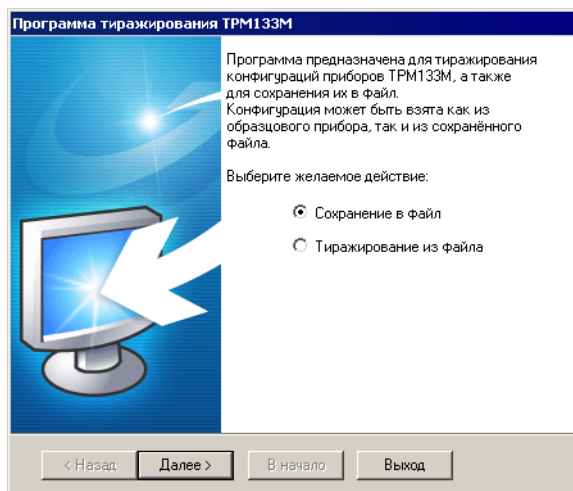 Программа тиражирования ТРМ133М
Программа предназначена для тиражирования
конфигураций приборов ТРМ133М, а также
для сохранения их в файл.
Конфигурация может быть взята как из
образцового прибора, так и из сохранённого
файла.
Выберите желаемое действие:
Сохранение в файл
Тиражирование из файла
< Назад Далее > В начало Выход